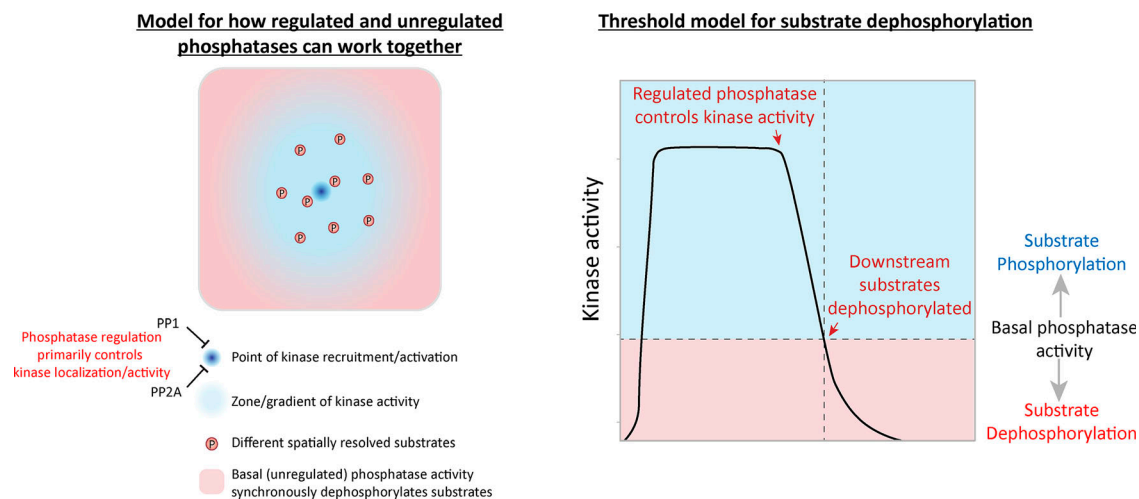 Model for how regulated and unregulated
phosphatases can work together
P
P
P
P
P
P
P
P
P
P
PP1
Phosphatase regulation
primarily controls
kinase localization/activity
PP2A
Point of kinase recruitment/activation
Zone/gradient of kinase activity
P
Different spatially resolved substrates
Basal (unregulated) phosphatase activity
synchronously dephosphorylates substrates
Threshold model for substrate dephosphorylation
Kinase activity
Regulated phosphatase
controls kinase activity
Downstream
substrates
dephosphorylated
Substrate
Phosphorylation
Basal phosphatase
activity
Substrate
Dephosphorylation